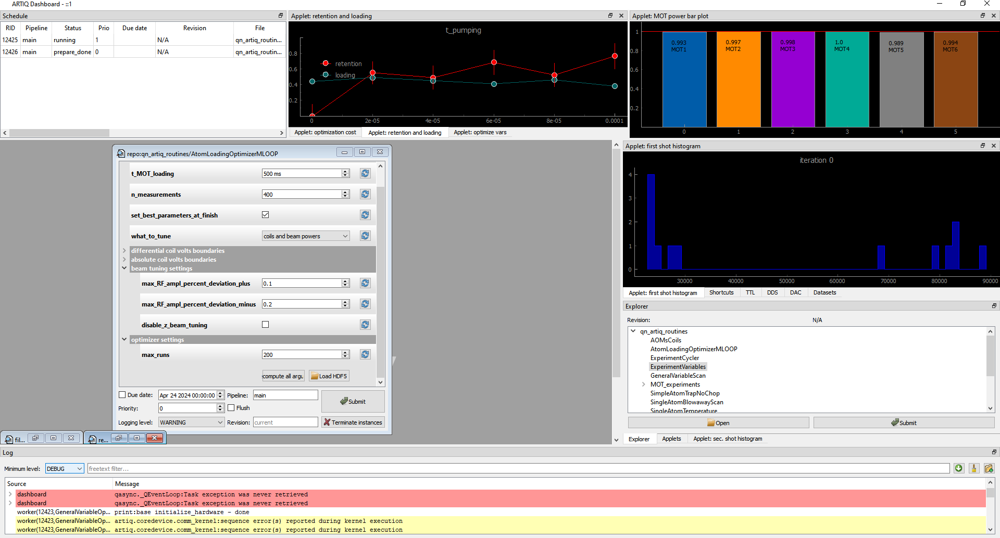 ARTIQ Dashboard - ::1
Schedule
RID Pipeline Status Prio Due date Revision File
12425 main running 1 N/A qn_artiq_routin...
12426 main prepare_done 0 N/A qn_artiq_routin...
Applet: retention and loading
t_pumping
0.8
0.6
0.4
0.2
retention
loading
0 2e-05 4e-05 6e-05 8e-05 0.0001
Applet: optimization cost Applet: retention and loading Applet: optimize vars
Applet: MOT power bar plot
1
0.8
0.6
0.4
0.2
0.993 0.997 0.998 1.0 0.989 0.994
MOT1 MOT2 MOT3 MOT4 MOT5 MOT6
0 1 2 3 4 5
repo:qn_artiq_routines/AtomLoadingOptimizerMLOOP
t_MOT_loading 500 ms
n_measurements 400
set_best_parameters_at_finish
what_to_tune coils and beam powers
differential coil volts boundaries
absolute coil volts boundaries
beam tuning settings
max_RF_ampl_percent_deviation_plus 0.1
max_RF_ampl_percent_deviation_minus 0.2
disable_z_beam_tuning
optimizer settings
max_runs 200
compute all argu Load HDF5
Due date: Apr 24 2024 00:00:00 Pipeline: main Submit
Priority: 0 Flush
Logging level: WARNING Revision: current Terminate instances
fil... re...
Applet: first shot histogram
iteration 0
4
3
2
1
0
30000 40000 50000 60000 70000 80000 90000
Applet: first shot histogram Shortcuts TTL DDS DAC Datasets
Explorer
Revision: N/A
qn_artiq_routines
AOMsCoils
AtomLoadingOptimizerMLOOP
ExperimentCycler
ExperimentVariables
GeneralVariableScan
MOT_experiments
SimpleAtomTrapNoChop
SingleAtomBlowawayScan
SingleAtomTemperature
Open Submit
Explorer Applets Applet: sec. shot histogram
Log
Minimum level: DEBUG freetext filter...
Source Message
dashboard qasync._QEventLoop:Task exception was never retrieved
dashboard qasync._QEventLoop:Task exception was never retrieved
worker(12423,GeneralVariableOp... print:base initialize_hardware - done
worker(12423,GeneralVariableOp... artiq.coredevice.comm_kernel:sequence error(s) reported during kernel execution
worker(12423,GeneralVariableOp... artiq.coredevice.comm_kernel:sequence error(s) reported during kernel execution